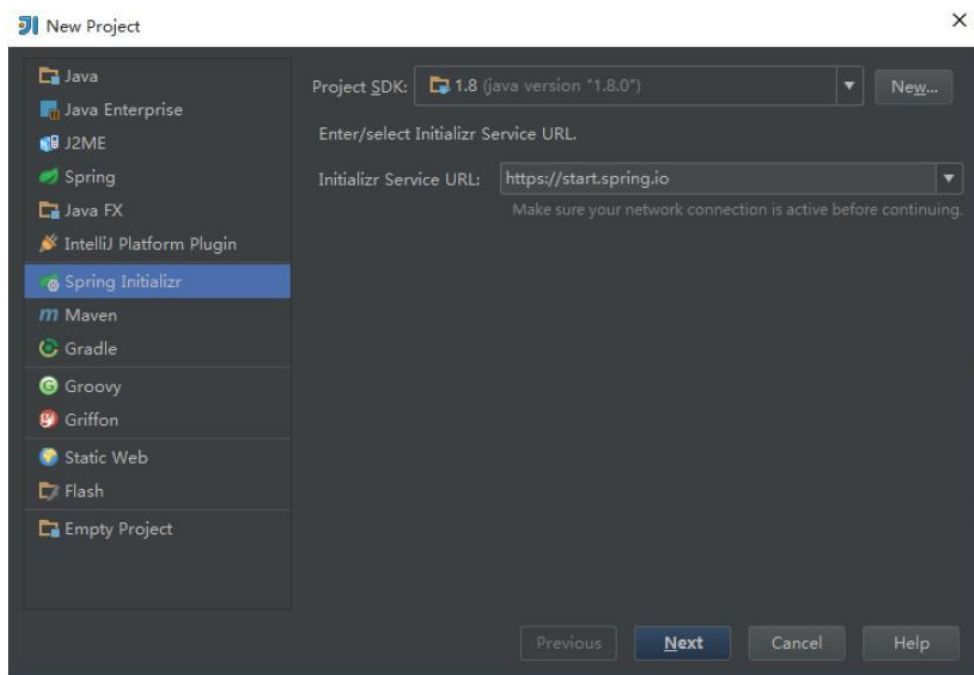 New Project
Java
Java Enterprise
J2ME
Spring
Java FX
IntelliJ Platform Plugin
Spring Initializr
Maven
Gradle
Groovy
Griffon
Static Web
Flash
Empty Project
Project SDK: 1.8 (java version "1.8.0") New...
Enter/select Initializr Service URL.
Initializr Service URL: https://start.spring.io
Make sure your network connection is active before continuing.
Previous Next Cancel Help